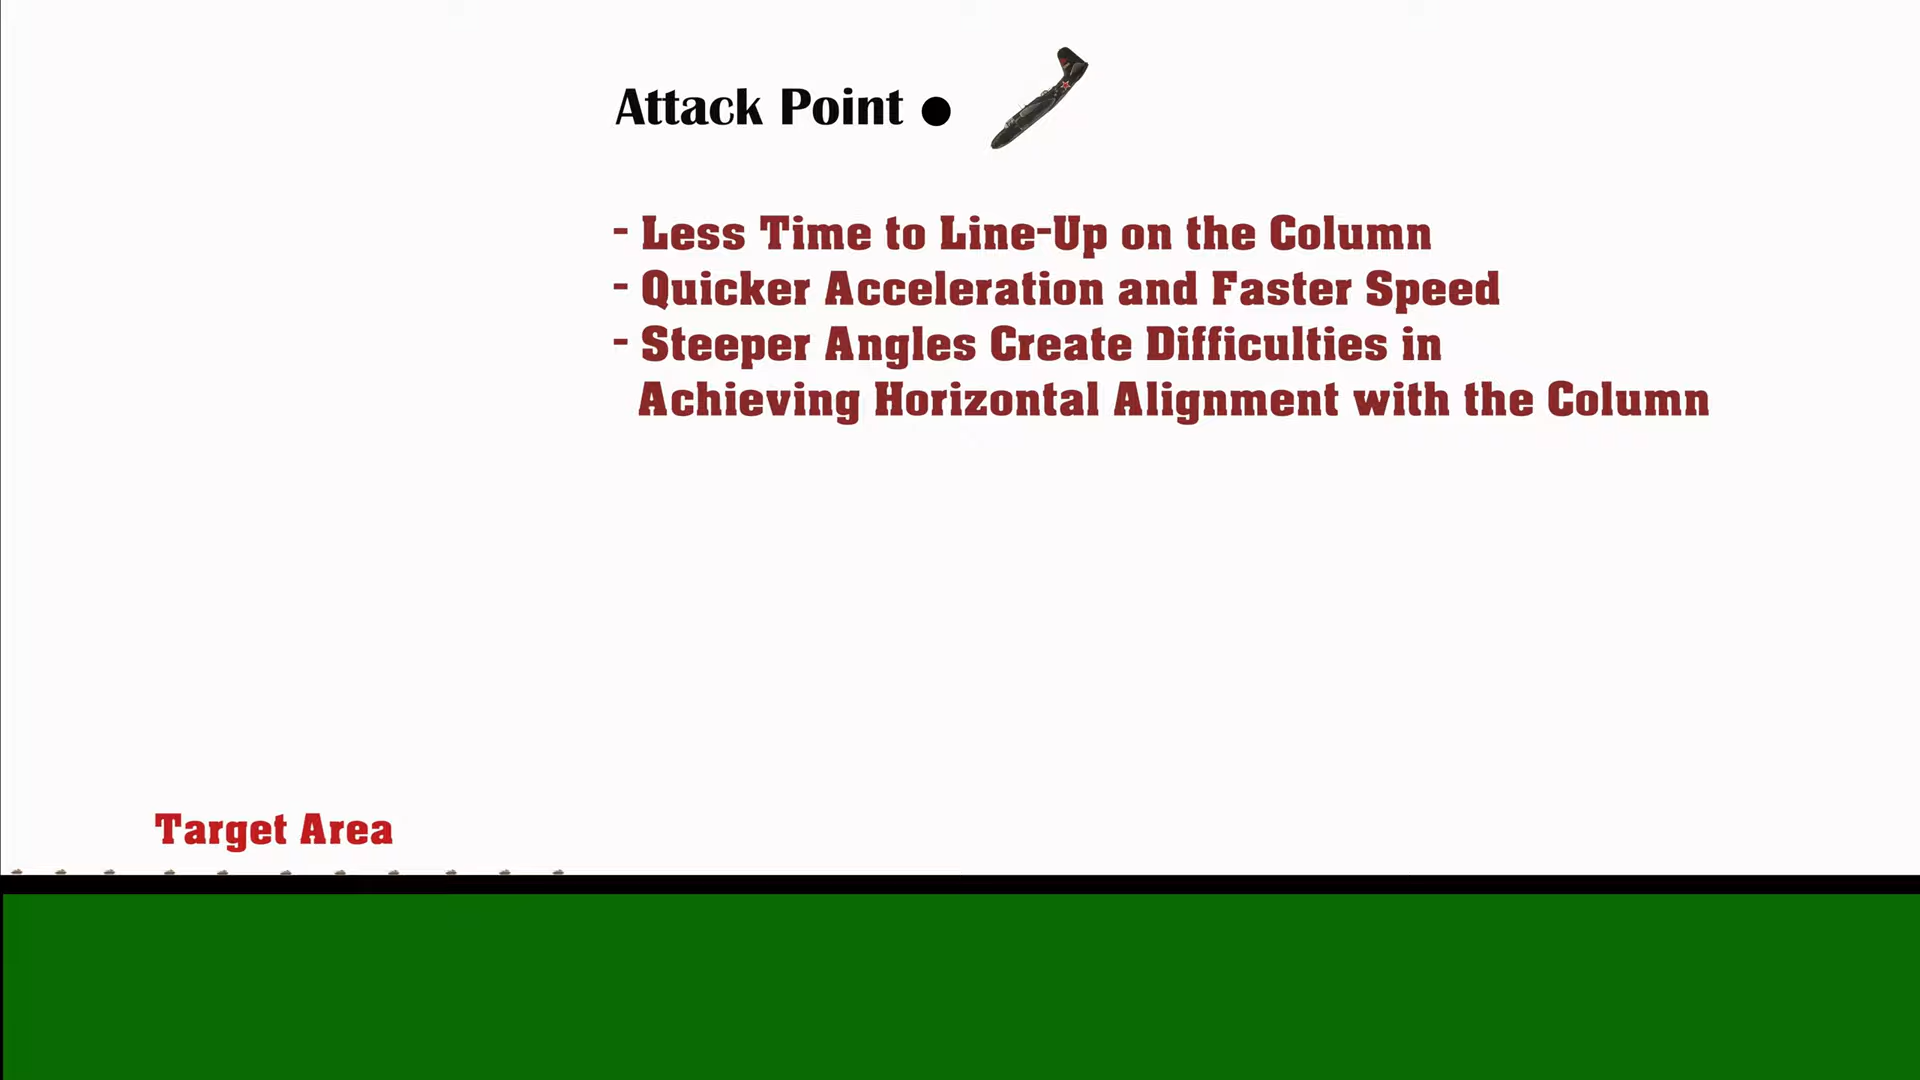 Attack Point
- Less Time to Line-Up on the Column
- Quicker Acceleration and Faster Speed
- Steeper Angles Create Difficulties in
Achieving Horizontal Alignment with the Column
Target Area